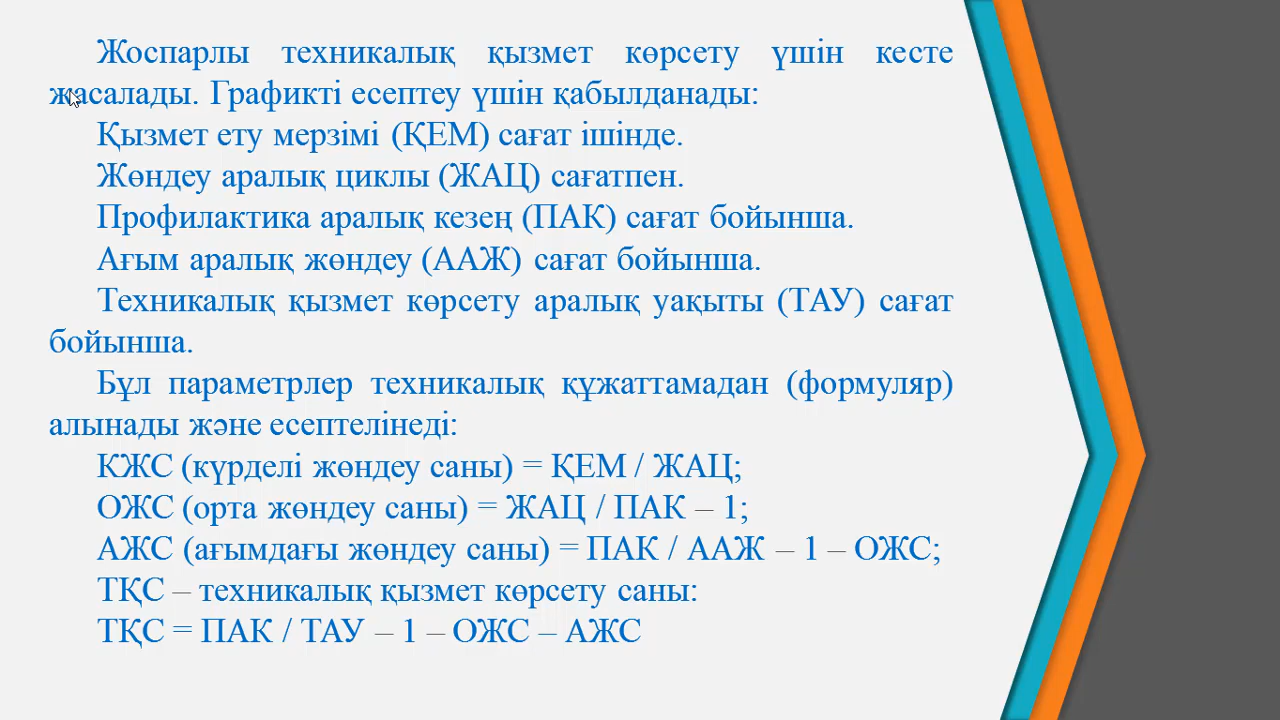 Жоспарлы техникалық қызмет көрсету үшін кесте
жасалады. Графикті есептеу үшін қабылданады:
Қызмет ету мерзімі (ҚЕМ) сағат ішінде.
Жөндеу аралық циклы (ЖАЦ) сағатпен.
Профилактика аралық кезең (ПАК) сағат бойынша.
Ағым аралық жөндеу (ААЖ) сағат бойынша.
Техникалық қызмет көрсету аралық уақыты (ТАУ) сағат
бойынша.
Бұл параметрлер техникалық құжаттамадан (формуляр)
алынады және есептелінеді:
КЖС (күрделі жөндеу саны) = ҚЕМ / ЖАЦ;
ОЖС (орта жөндеу саны) = ЖАЦ / ПАК – 1;
АЖС (ағымдағы жөндеу саны) = ПАК / ААЖ – 1 – ОЖС;
ТҚС – техникалық қызмет көрсету саны:
ТҚС = ПАК / ТАУ – 1 – ОЖС – АЖС